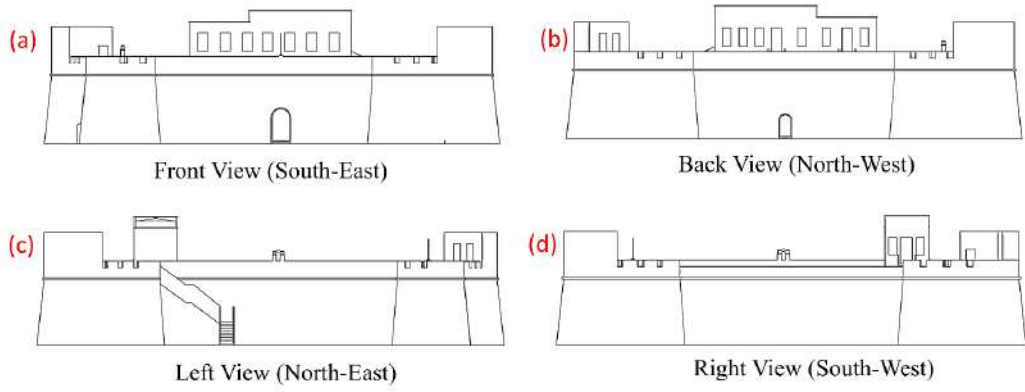 (a)
Front View (South-East)
(b)
Back View (North-West)
(c)
Left View (North-East)
(d)
Right View (South-West)